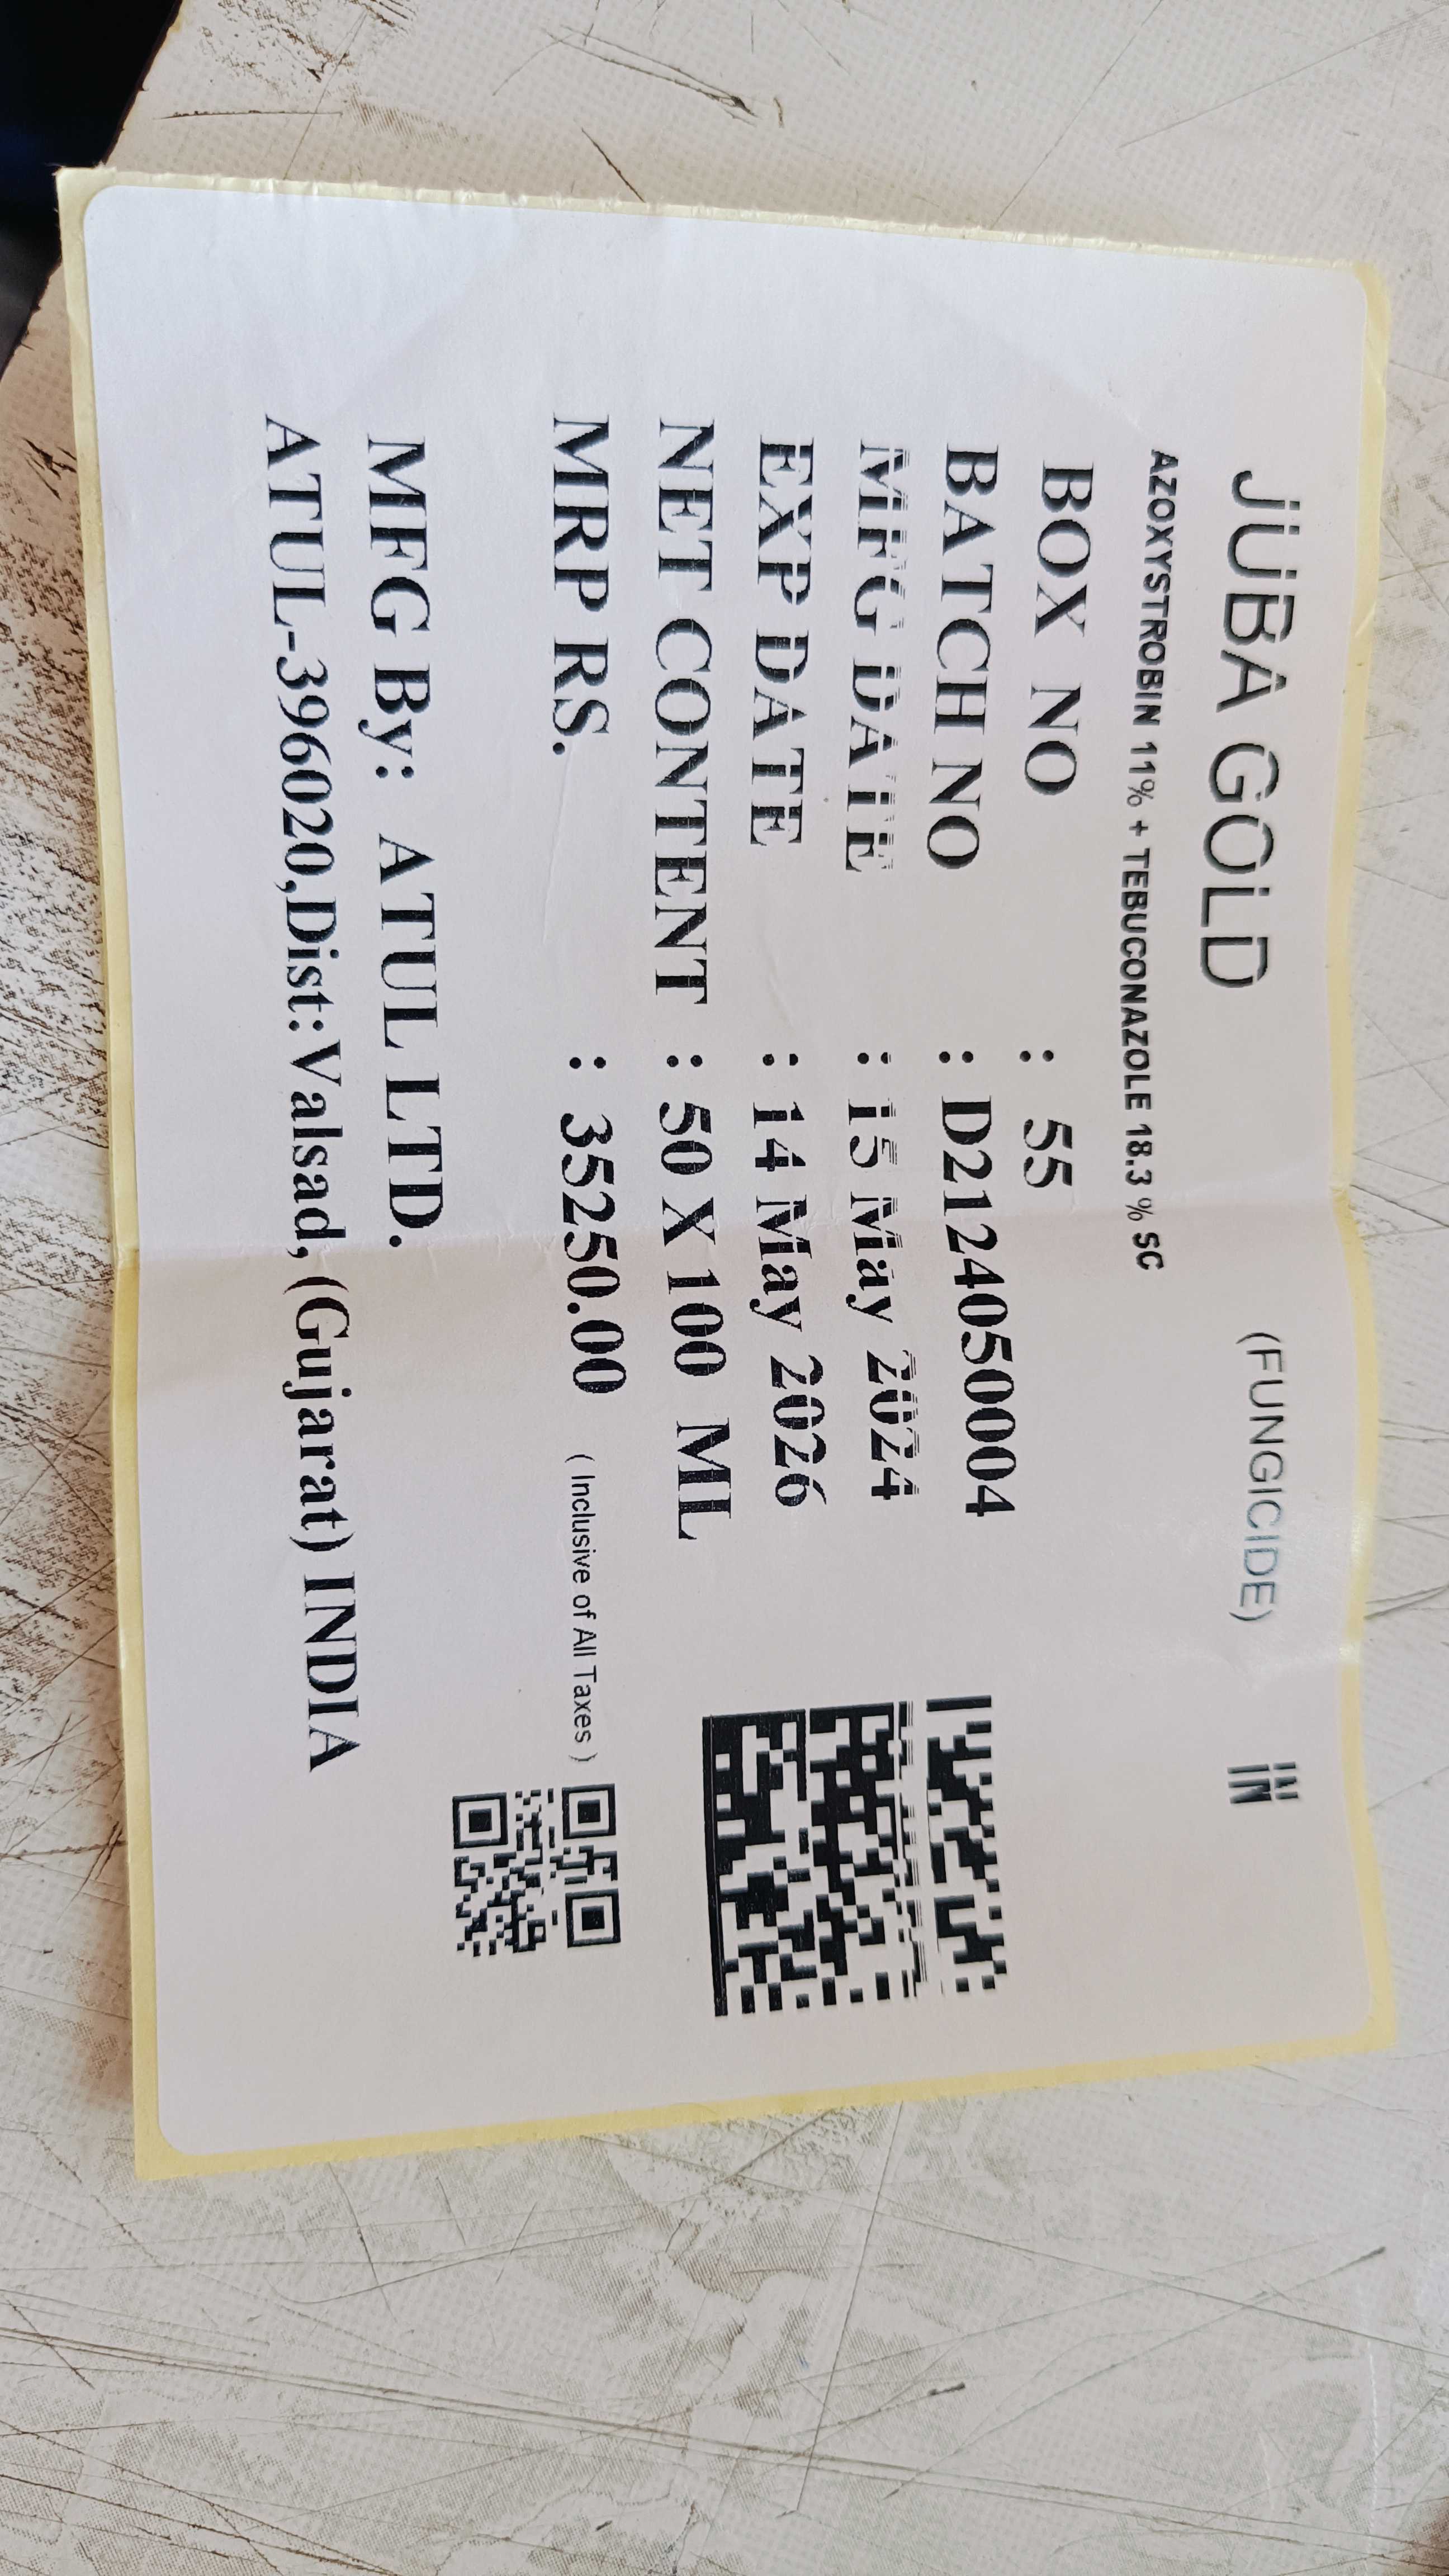 JUBA GOLD (FUNGICIDE) IN
AZOXYSTROBIN 11% + TEBUCONAZOLE 18.3 % SC
BOX NO : 55
BATCH NO : D2124050004
MFG DATE : 15 May 2024
EXP DATE : 14 May 2026
NET CONTENT : 50 X 100 ML
MRP RS. : 35250.00 ( Inclusive of All Taxes )
MFG By: ATUL LTD.
ATUL-396020,Dist:Valsad, (Gujarat) INDIA